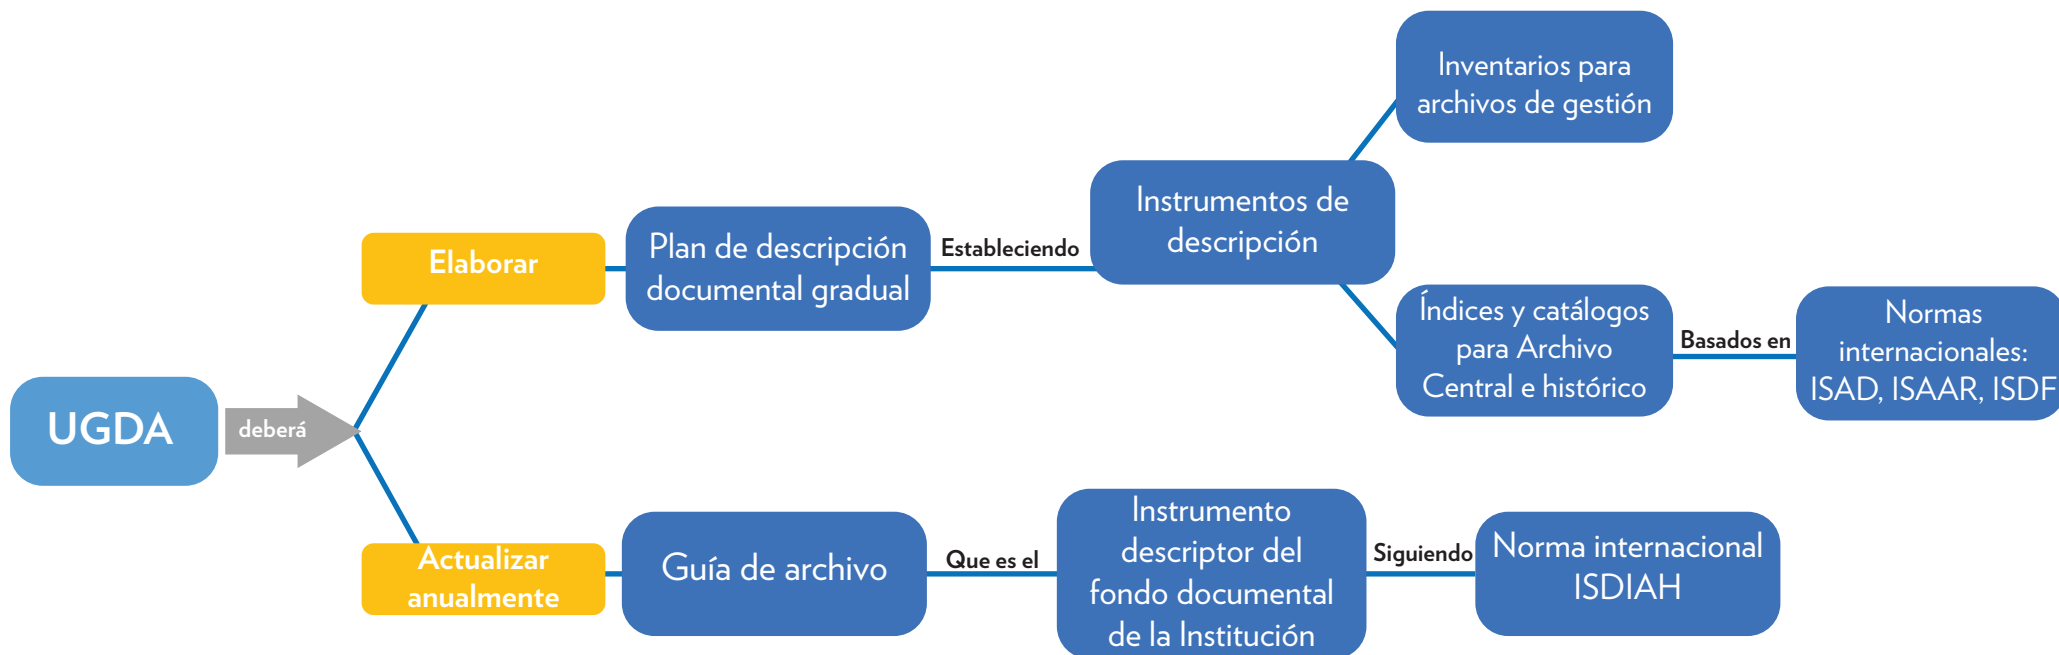 UGDA
deberá
Elaborar
Plan de descripción
documental gradual
Estableciendo
Instrumentos de
descripción
Inventarios para
archivos de gestión
Índices y catálogos
para Archivo
Central e histórico
Basados en
Normas
internacionales:
ISAD, ISAAR, ISDF
Actualizar
anualmente
Guía de archivo
Que es el
Instrumento
descriptor del
fondo documental
de la Institución
Siguiendo
Norma internacional
ISDIAH